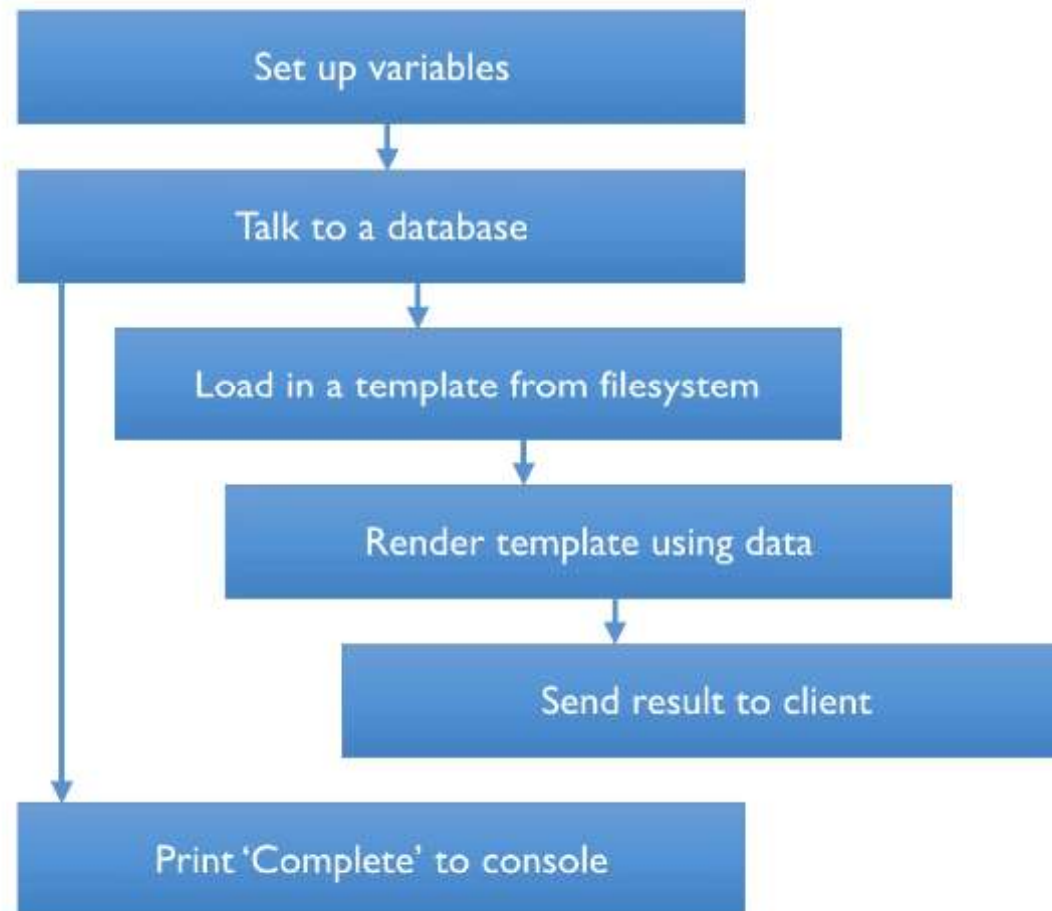 Set up variables
Talk to a database
Load in a template from filesystem
Render template using data
Send result to client
Print ‘Complete’ to console